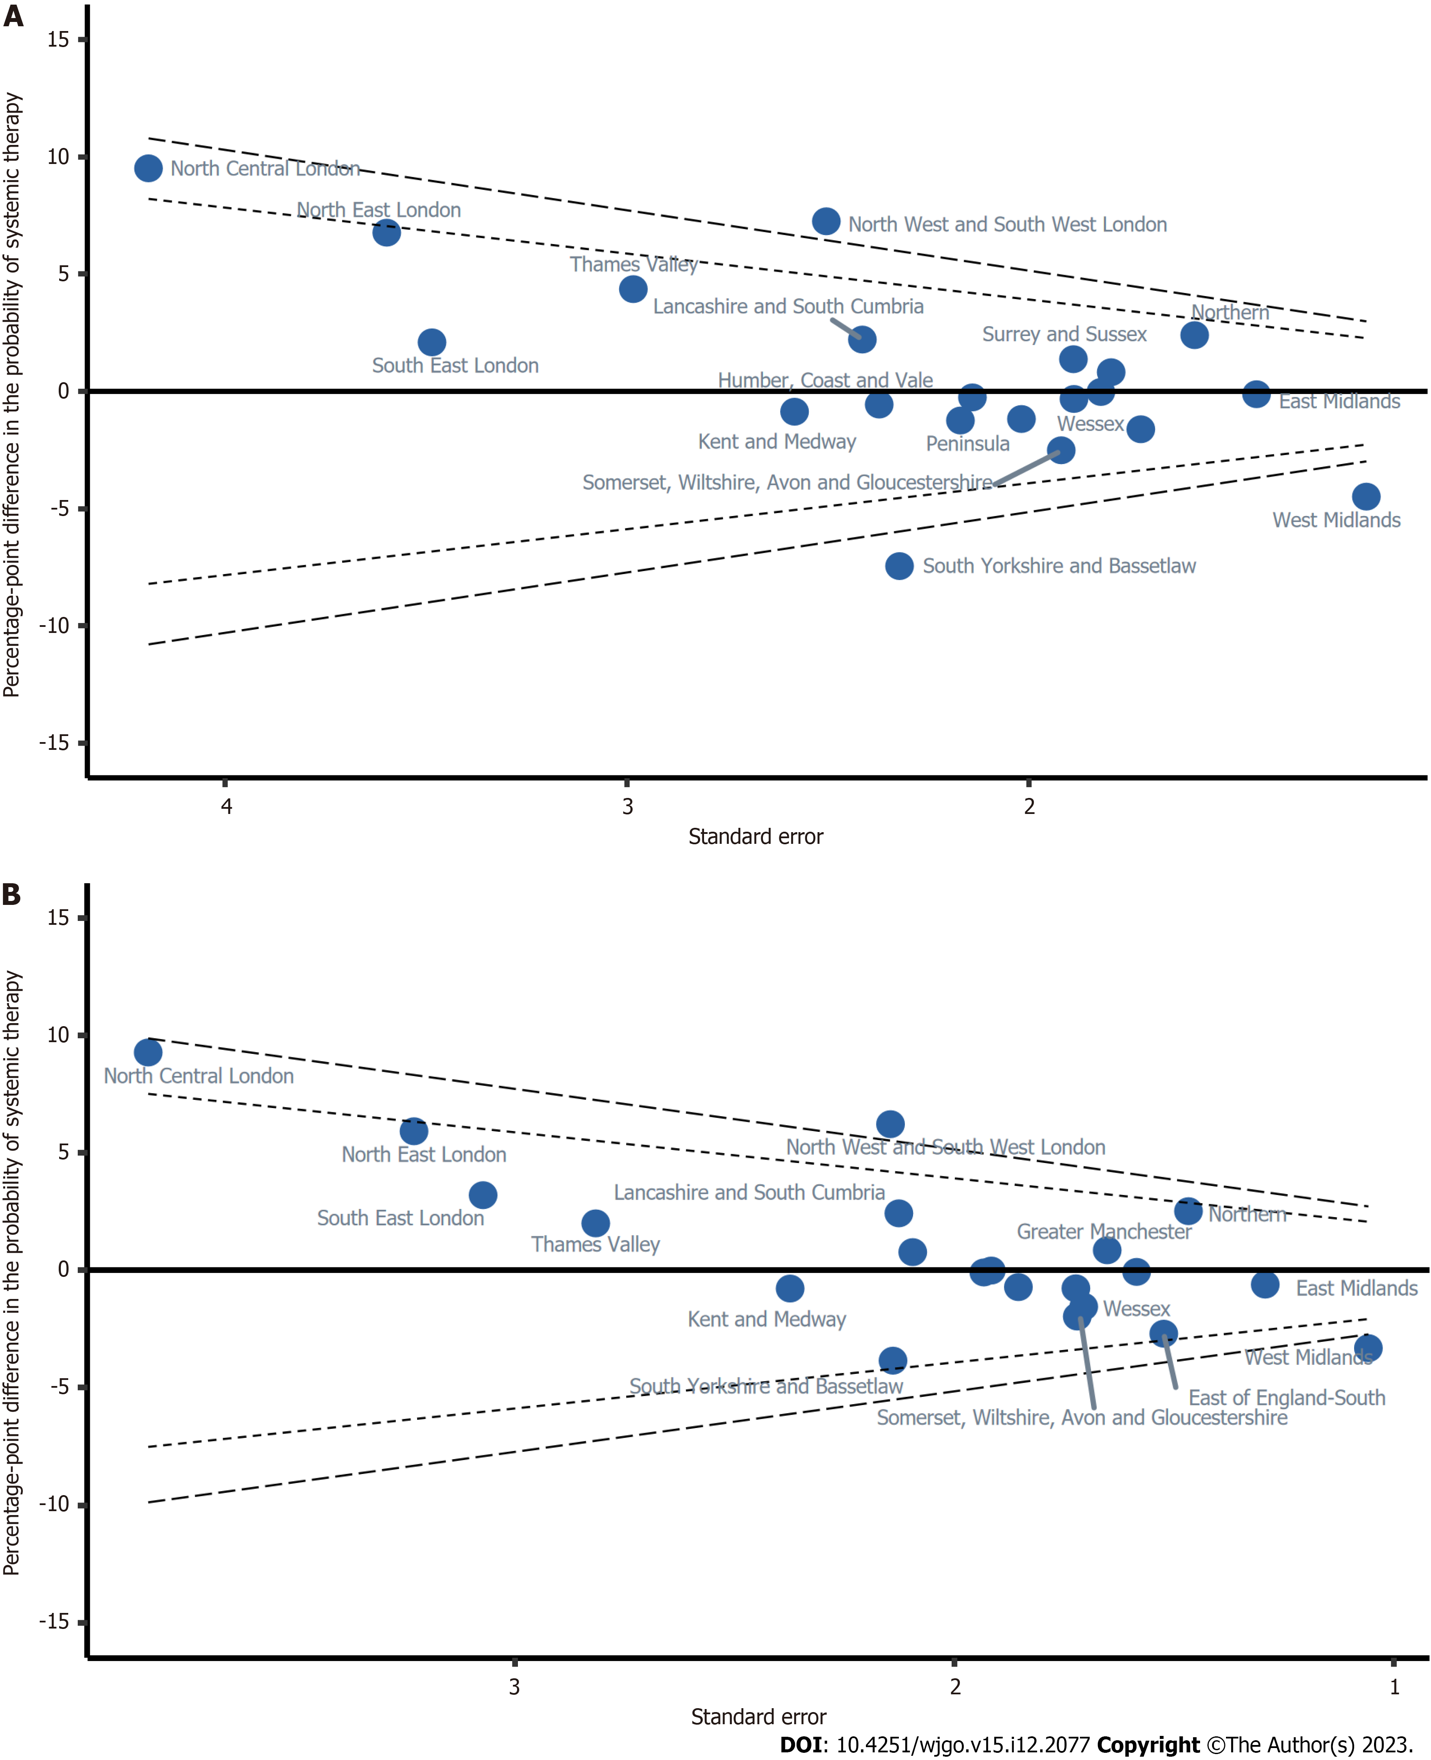 A
15
10
5
0
-5
-10
-15
Percentage-point difference in the probability of systemic therapy
North Central London
North East London
North West and South West London
Thames Valley
Lancashire and South Cumbria
Northern
Surrey and Sussex
South East London
Humber, Coast and Vale
East Midlands
Kent and Medway
Peninsula
Wessex
Somerset, Wiltshire, Avon and Gloucestershire
West Midlands
South Yorkshire and Bassetlaw
4
3
2
Standard error
B
15
10
5
0
-5
-10
-15
Percentage-point difference in the probability of systemic therapy
North Central London
North East London
North West and South West London
Lancashire and South Cumbria
South East London
Northern
Greater Manchester
Thames Valley
East Midlands
Kent and Medway
Wessex
West Midlands
South Yorkshire and Bassetlaw
East of England-South
Somerset, Wiltshire, Avon and Gloucestershire
3
2
1
Standard error
DOI: 10.4251/wjgo.v15.i12.2077 Copyright ©The Author(s) 2023.